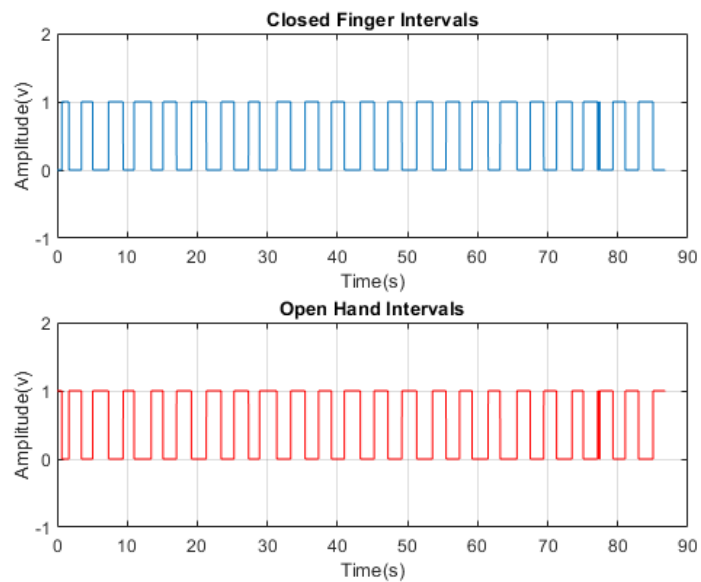 Closed Finger Intervals
2
1
0
-1
Amplitude(v)
0 10 20 30 40 50 60 70 80 90
Time(s)
Open Hand Intervals
2
1
0
-1
Amplitude(v)
0 10 20 30 40 50 60 70 80 90
Time(s)